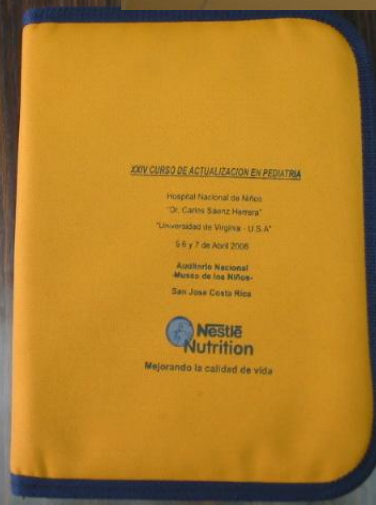 XXIV CURSO DE ACTUALIZACION EN PEDIATRIA
Hospital Nacional de Niños
"Dr. Carlos Sáenz Herrera"
"Universidad de Virginia - U.S.A"
5 6 y 7 de Abril 2006
Auditorio Nacional
-Museo de los Niños-
San Jose Costa Rica
Nestlé
Nutrition
Mejorando la calidad de vida